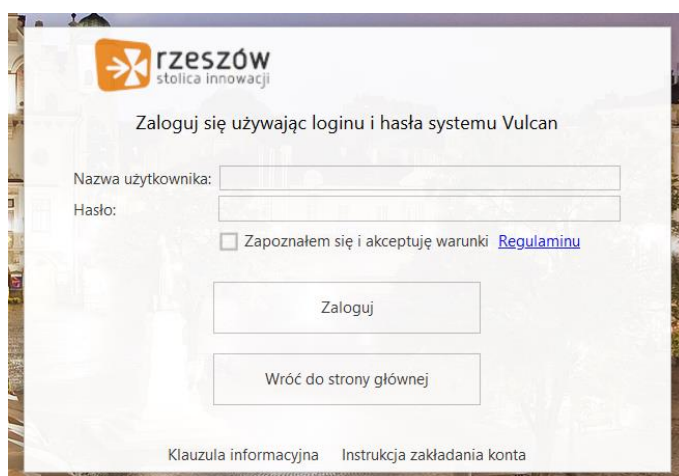 rzeszów
stolica innowacji
Zaloguj się używając loginu i hasła systemu Vulcan
Nazwa użytkownika:
Hasło:
Zapoznałem się i akceptuję warunki Regulaminu
Zaloguj
Wróć do strony głównej
Klauzula informacyjna Instrukcja zakładania konta